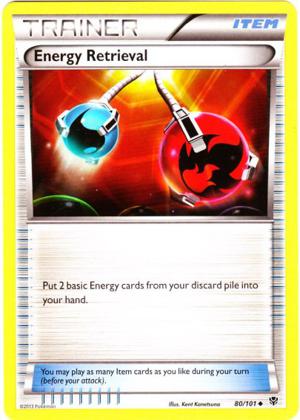 TRAINER ITEM
Energy Retrieval
Put 2 basic Energy cards from your discard pile into
your hand.
You may play as many Item cards as you like during your turn
(before your attack).
©2013 Pokémon Illus. Kent Kanetsuna 80/101